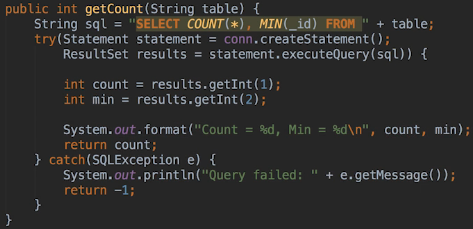 public int getCount(String table) {
    String sql = "SELECT COUNT(*), MIN(_id) FROM " + table;
    try(Statement statement = conn.createStatement();
        ResultSet results = statement.executeQuery(sql)) {

        int count = results.getInt(1);
        int min = results.getInt(2);

        System.out.format("Count = %d, Min = %d\n", count, min);
        return count;
    } catch(SQLException e) {
        System.out.println("Query failed: " + e.getMessage());
        return -1;
    }
}